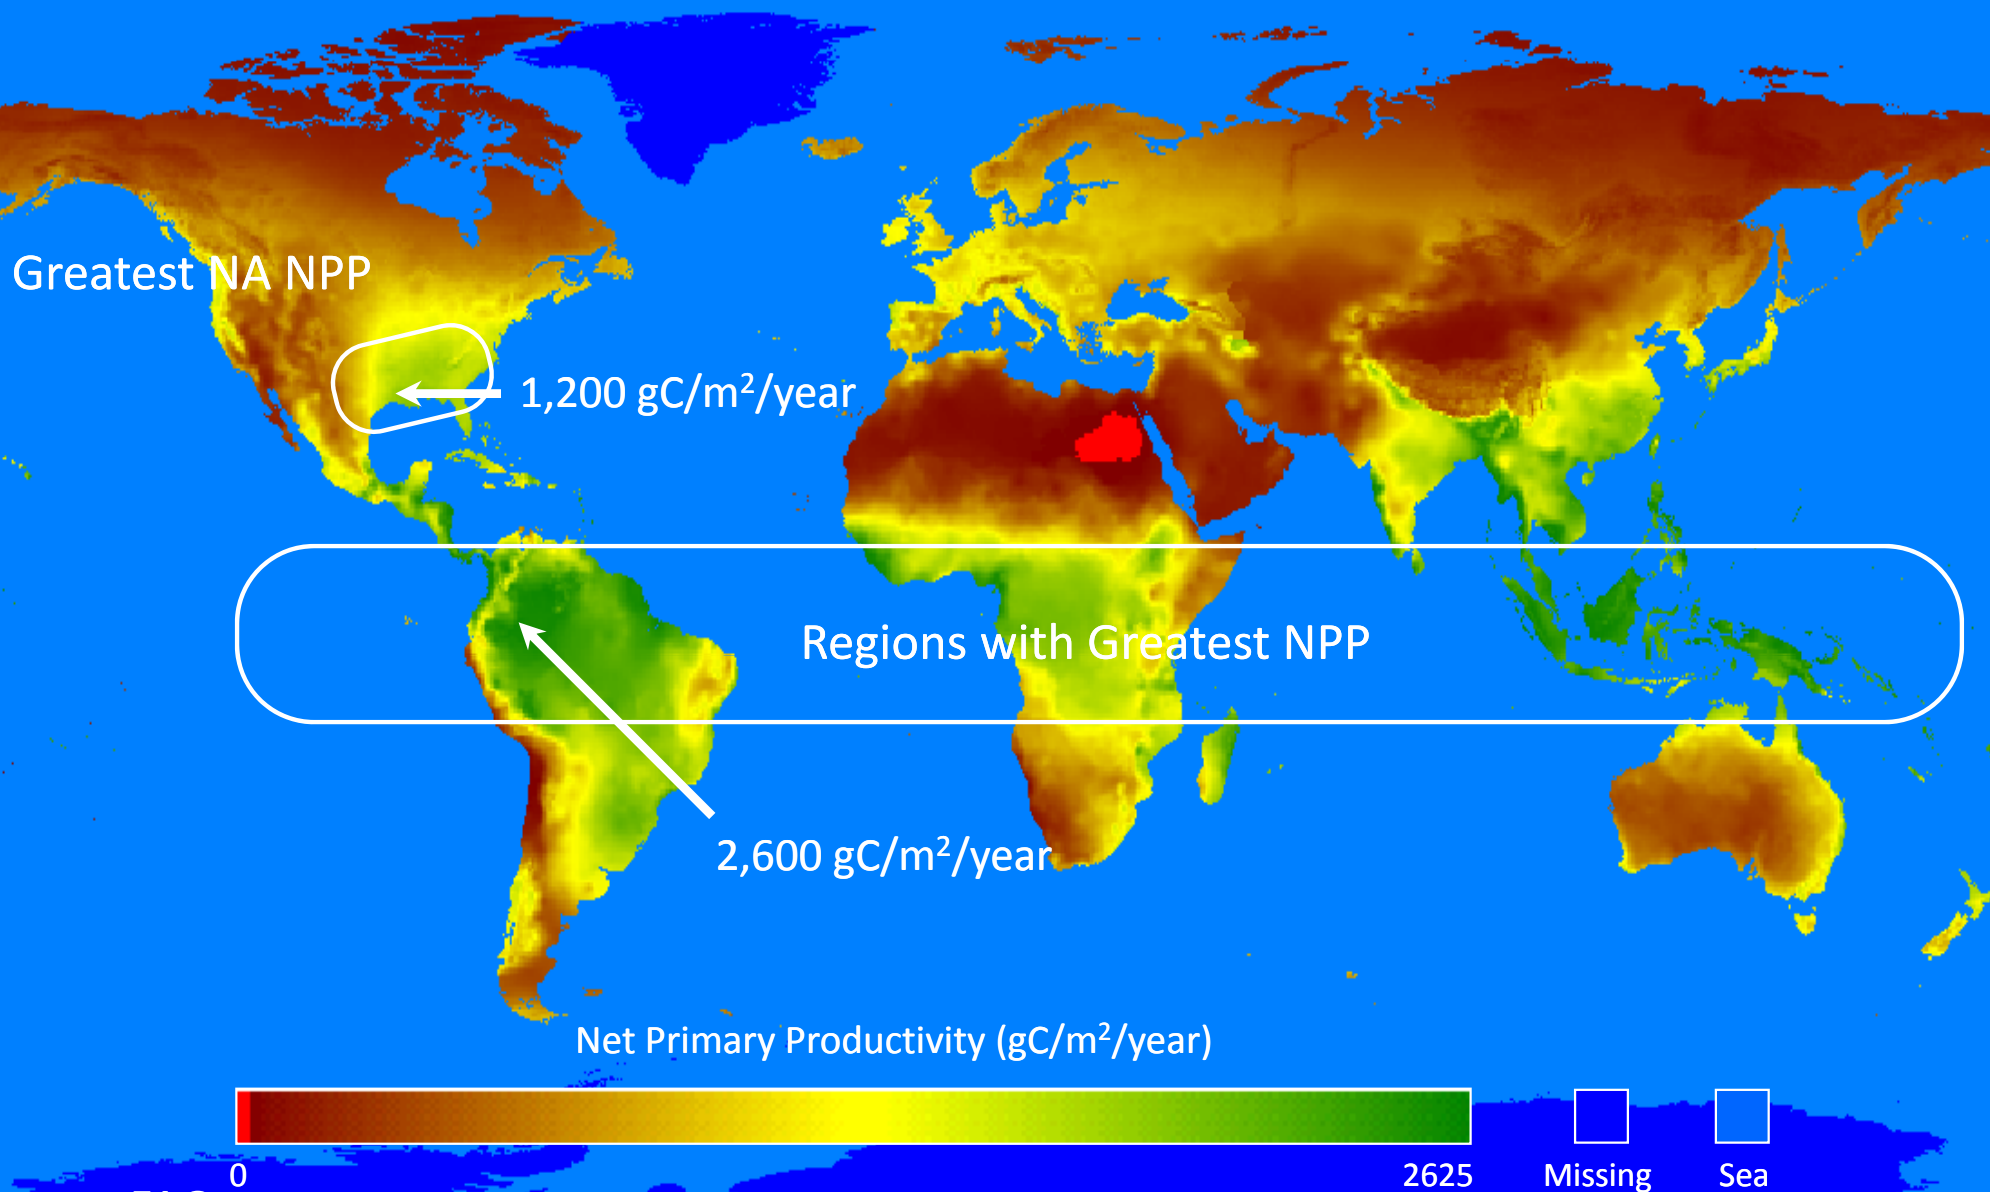 Greatest NA NPP
1,200 gC/m²/year
Regions with Greatest NPP
2,600 gC/m²/year
Net Primary Productivity (gC/m²/year)
0
2625
Missing
Sea